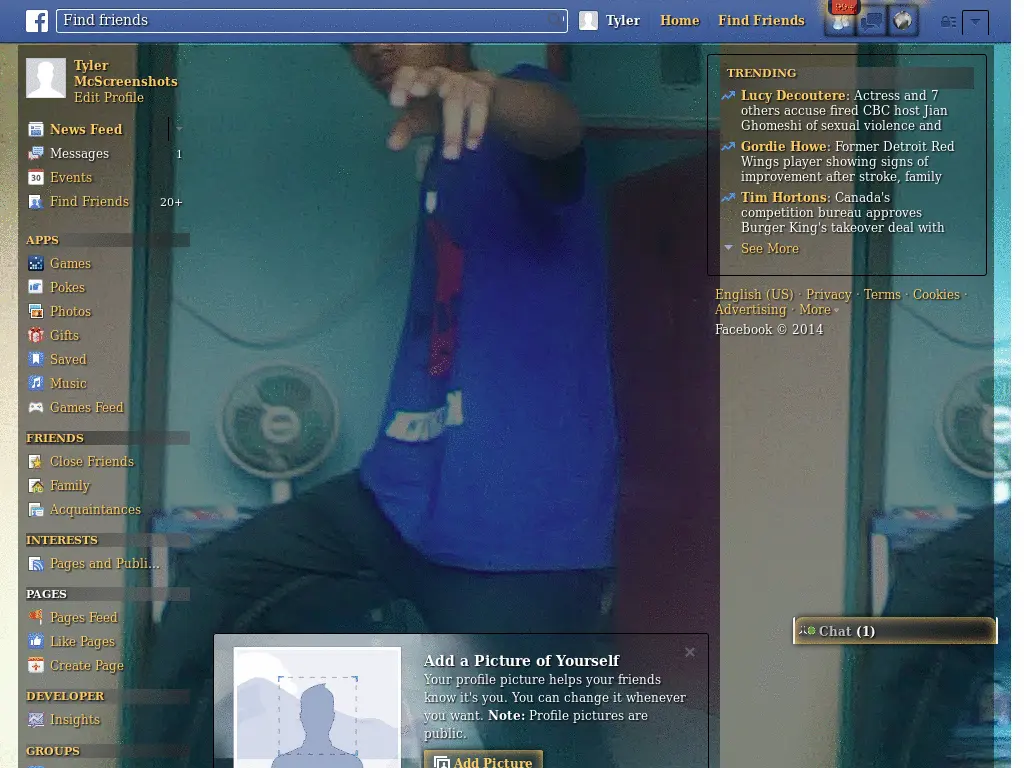 Find friends
Tyler
Home
Find Friends
99+
Tyler
McScreenshots
Edit Profile
News Feed
Messages
1
30
Events
Find Friends
20+
APPS
Games
Pokes
Photos
Gifts
Saved
Music
Games Feed
FRIENDS
Close Friends
Family
Acquaintances
INTERESTS
Pages and Publi...
PAGES
Pages Feed
Like Pages
Create Page
DEVELOPER
Insights
GROUPS
TRENDING
Lucy Decoutere: Actress and 7
others accuse fired CBC host Jian
Ghomeshi of sexual violence and
Gordie Howe: Former Detroit Red
Wings player showing signs of
improvement after stroke, family
Tim Hortons: Canada's
competition bureau approves
Burger King's takeover deal with
See More
English (US) · Privacy · Terms · Cookies ·
Advertising · More
Facebook © 2014
Add a Picture of Yourself
Your profile picture helps your friends
know it's you. You can change it whenever
you want. Note: Profile pictures are
public.
Add Picture
Chat (1)